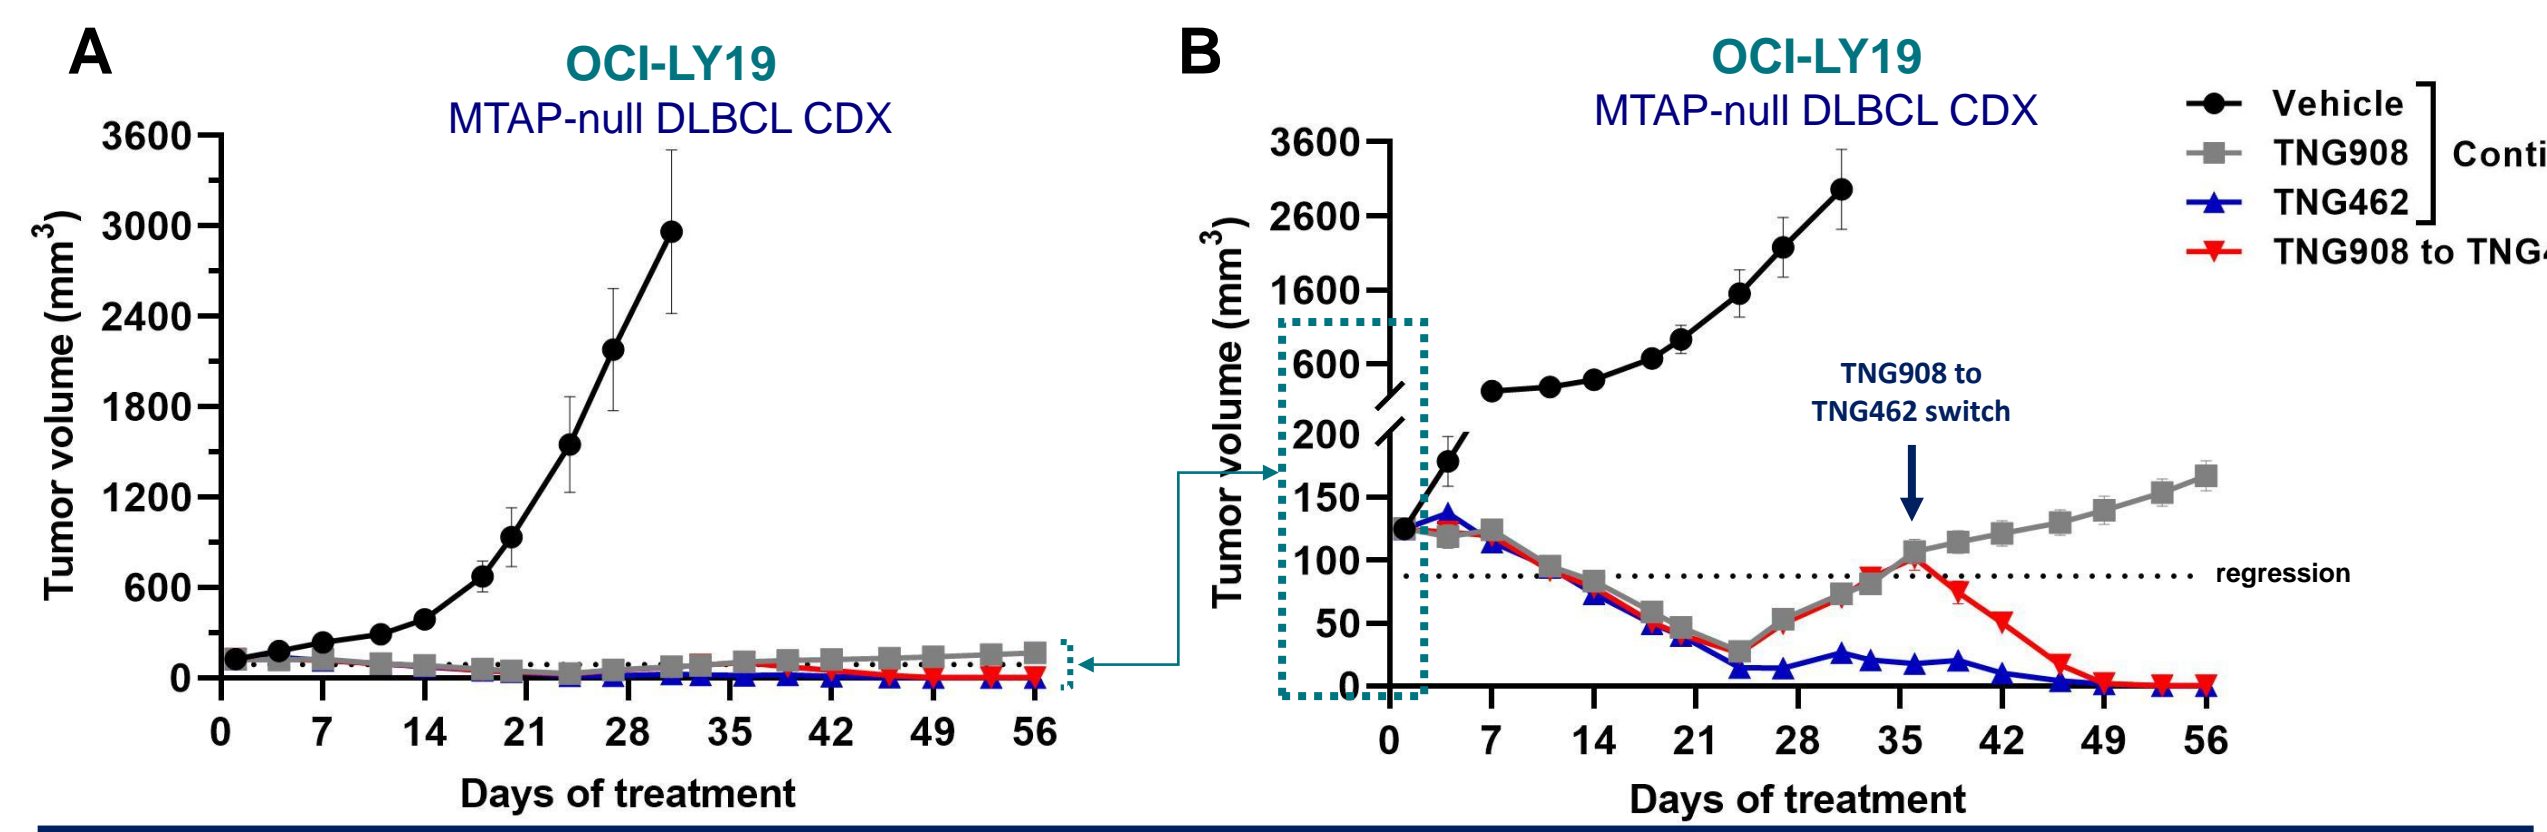 A
OCI-LY19
MTAP-null DLBCL CDX
Tumor volume (mm³)
3600
3000
2400
1800
1200
600
0
0 7 14 21 28 35 42 49 56
Days of treatment
B
OCI-LY19
MTAP-null DLBCL CDX
Tumor volume (mm³)
3600
2600
1600
600
200
150
100
50
0
TNG908 to
TNG462 switch
regression
0 7 14 21 28 35 42 49 56
Days of treatment
Vehicle
TNG908
TNG462
Conti
TNG908 to TNG4